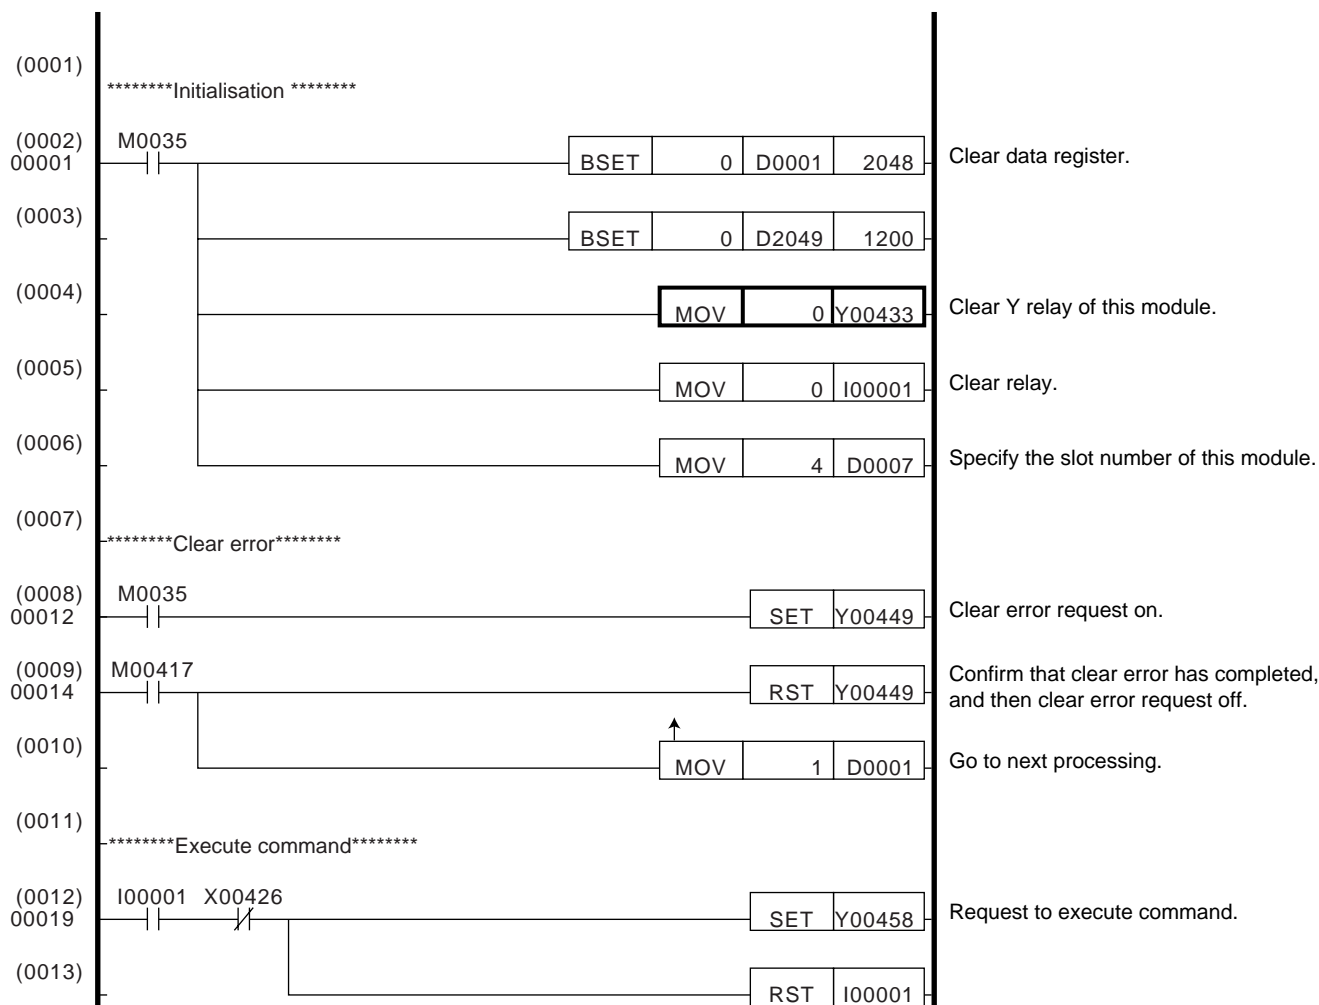 (0001)
********Initialisation ********
(0002)
00001
M0035
BSET 0 D0001 2048
Clear data register.
(0003)
BSET 0 D2049 1200
(0004)
MOV 0 Y00433
Clear Y relay of this module.
(0005)
MOV 0 I00001
Clear relay.
(0006)
MOV 4 D0007
Specify the slot number of this module.
(0007)
********Clear error********
(0008)
00012
M0035
SET Y00449
Clear error request on.
(0009)
00014
M00417
RST Y00449
Confirm that clear error has completed,
and then clear error request off.
(0010)
MOV 1 D0001
Go to next processing.
(0011)
********Execute command********
(0012)
00019
I00001 X00426
SET Y00458
Request to execute command.
(0013)
RST I00001